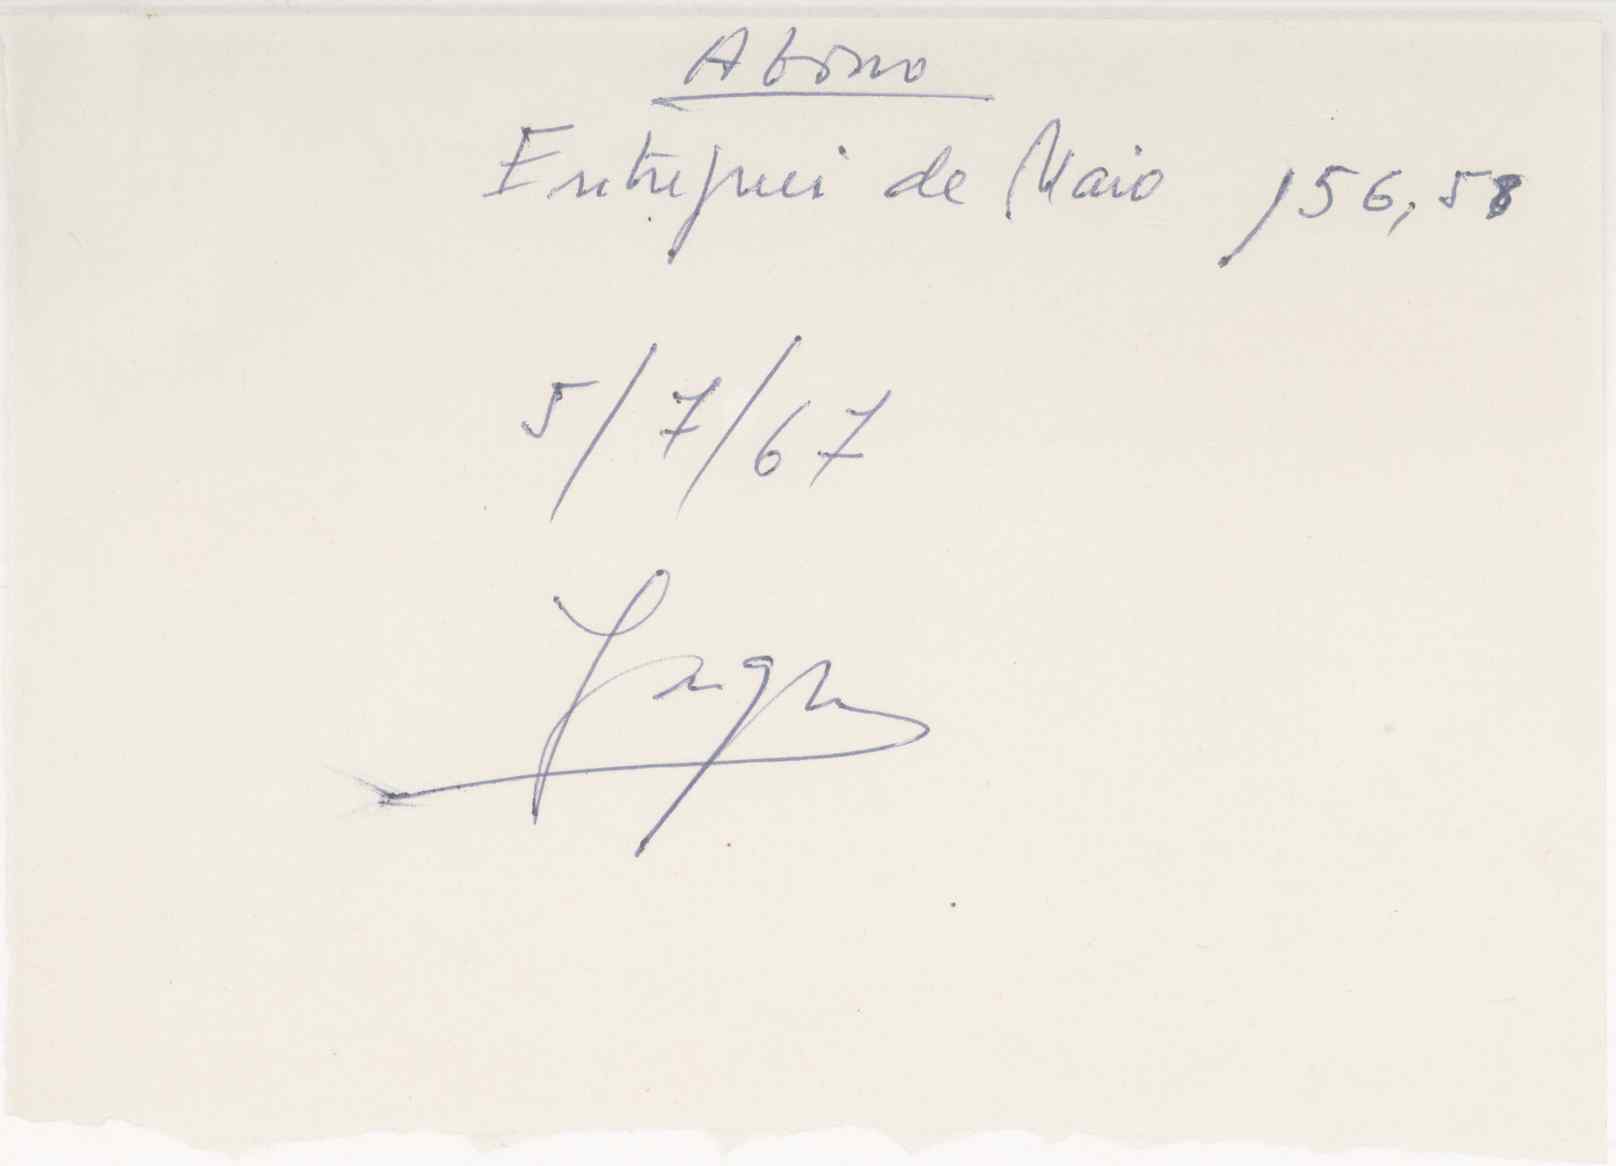 Abono
Entreguei de Maio 156,58
5/7/67